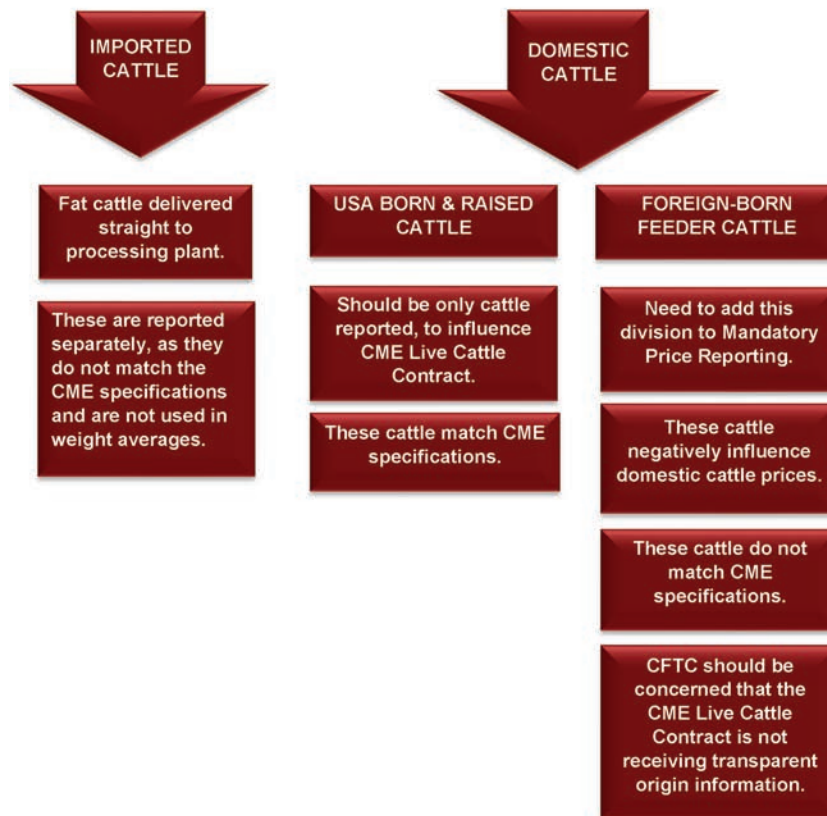 IMPORTED
CATTLE
Fat cattle delivered
straight to
processing plant.
These are reported
separately, as they
do not match the
CME specifications
and are not used in
weight averages.
DOMESTIC
CATTLE
USA BORN & RAISED
CATTLE
Should be only cattle
reported, to influence
CME Live Cattle
Contract.
These cattle match CME
specifications.
FOREIGN-BORN
FEEDER CATTLE
Need to add this
division to Mandatory
Price Reporting.
These cattle
negatively influence
domestic cattle prices.
These cattle do not
match CME
specifications.
CFTC should be
concerned that the
CME Live Cattle
Contract is not
receiving transparent
origin information.